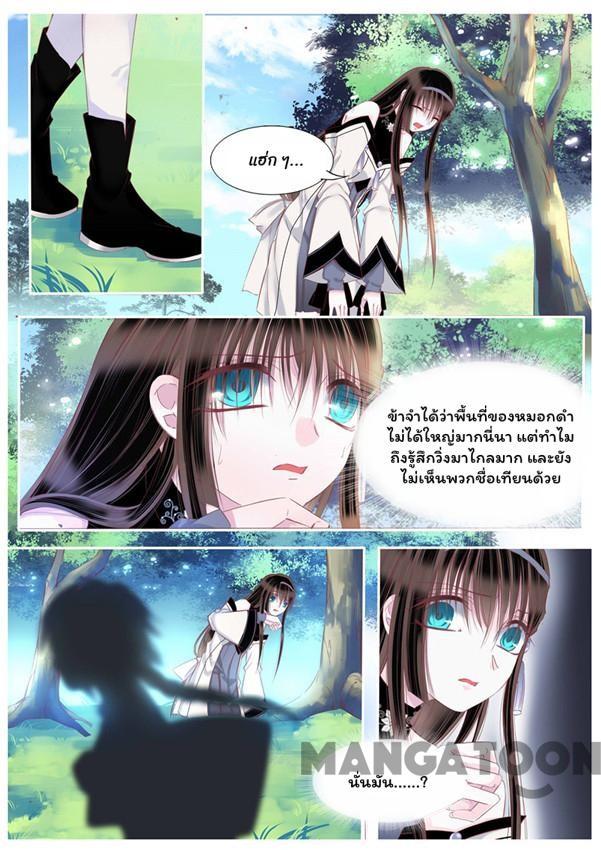 แฮ่ก ๆ...
ข้าจำได้ว่าพื้นที่ของหมอกดำ
ไม่ได้ใหญ่มากนี่นา แต่ทำไม
ถึงรู้สึกวิ่งมาไกลมาก และยัง
ไม่เห็นพวกชื่อเทียนด้วย
MANGATOON
นั่นมัน......?